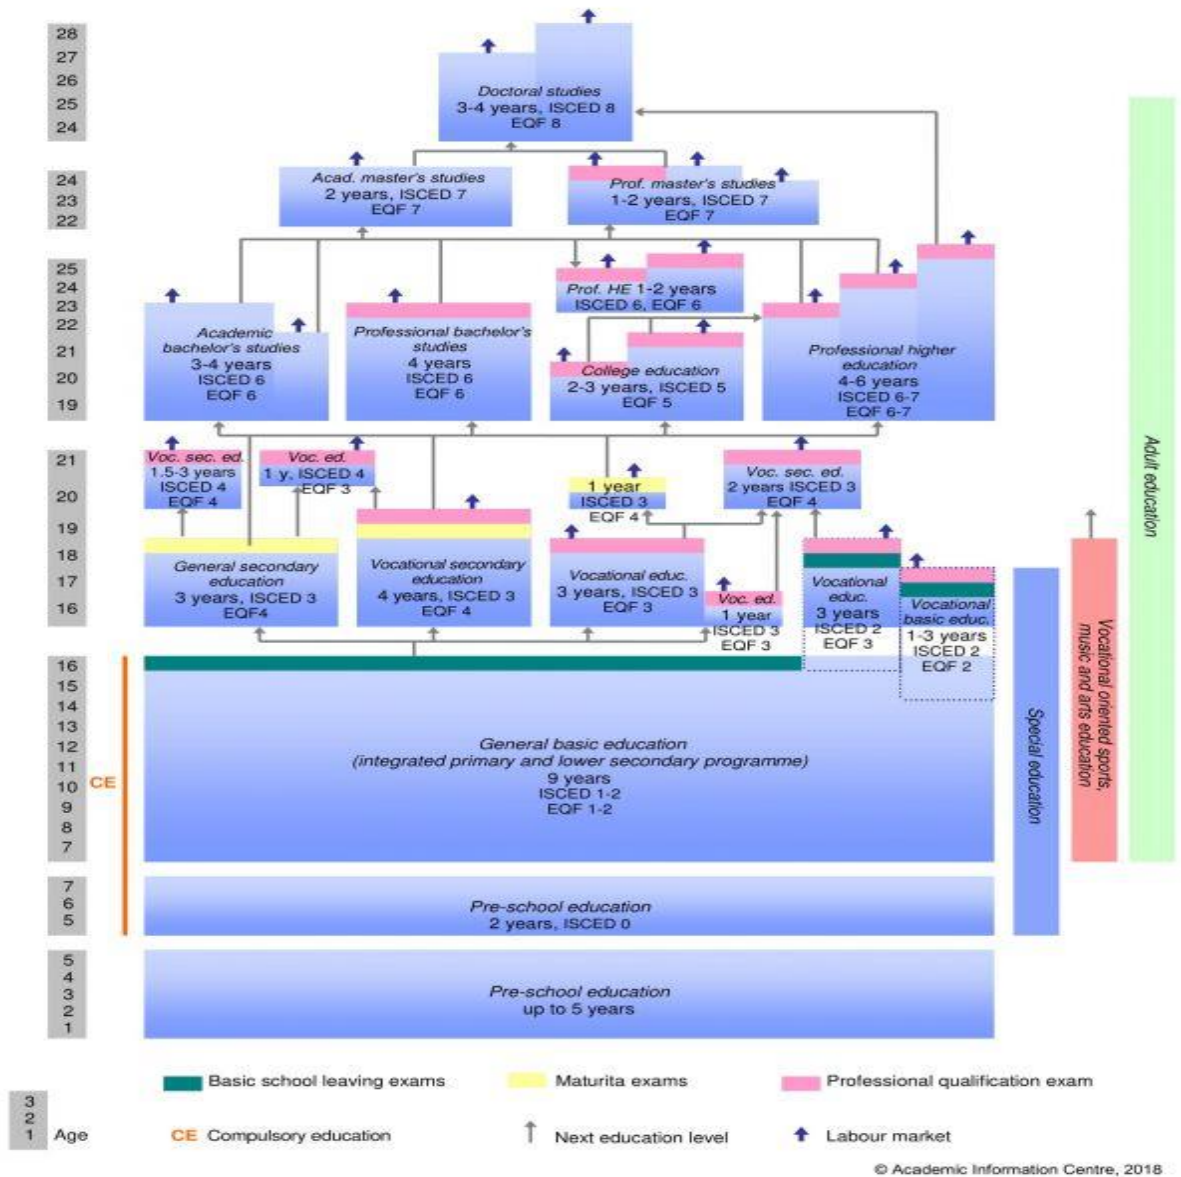 28
27
26
25
24
Doctoral studies
3-4 years, ISCED 8
EQF 8
24
23
22
Acad. master's studies
2 years, ISCED 7
EQF 7
Prof. master's studies
1-2 years, ISCED 7
EQF 7
25
24
23
22
21
20
19
Academic
bachelor's studies
3-4 years
ISCED 6
EQF 6
Professional bachelor's
studies
4 years
ISCED 6
EQF 6
Prof. HE 1-2 years
ISCED 6, EQF 6
College education
2-3 years, ISCED 5
EQF 5
Professional higher
education
4-6 years
ISCED 6-7
EQF 6-7
21
20
19
18
17
16
Voc. sec. ed.
1.5-3 years
ISCED 4
EQF 4
Voc. ed.
1 y, ISCED 4
EQF 3
1 year
ISCED 3
EQF 4
Voc. sec. ed.
2 years ISCED 3
EQF 4
General secondary
education
3 years, ISCED 3
EQF4
Vocational secondary
education
4 years, ISCED 3
EQF 4
Vocational educ.
3 years, ISCED 3
EQF 3
Voc. ed.
1 year
ISCED 3
EQF 3
Vocational
educ.
3 years
ISCED 2
EQF 3
Vocational
basic educ.
1-3 years
ISCED 2
EQF 2
16
15
14
13
12
11
10
9
8
7
CE
General basic education
(integrated primary and lower secondary programme)
9 years
ISCED 1-2
EQF 1-2
7
6
5
Pre-school education
2 years, ISCED 0
5
4
3
2
1
Pre-school education
up to 5 years
Special education
Vocational oriented sports,
music and arts education
Adult education
Basic school leaving exams
Maturita exams
Professional qualification exam
3
2
1
Age
CE Compulsory education
Next education level
Labour market
© Academic Information Centre, 2018